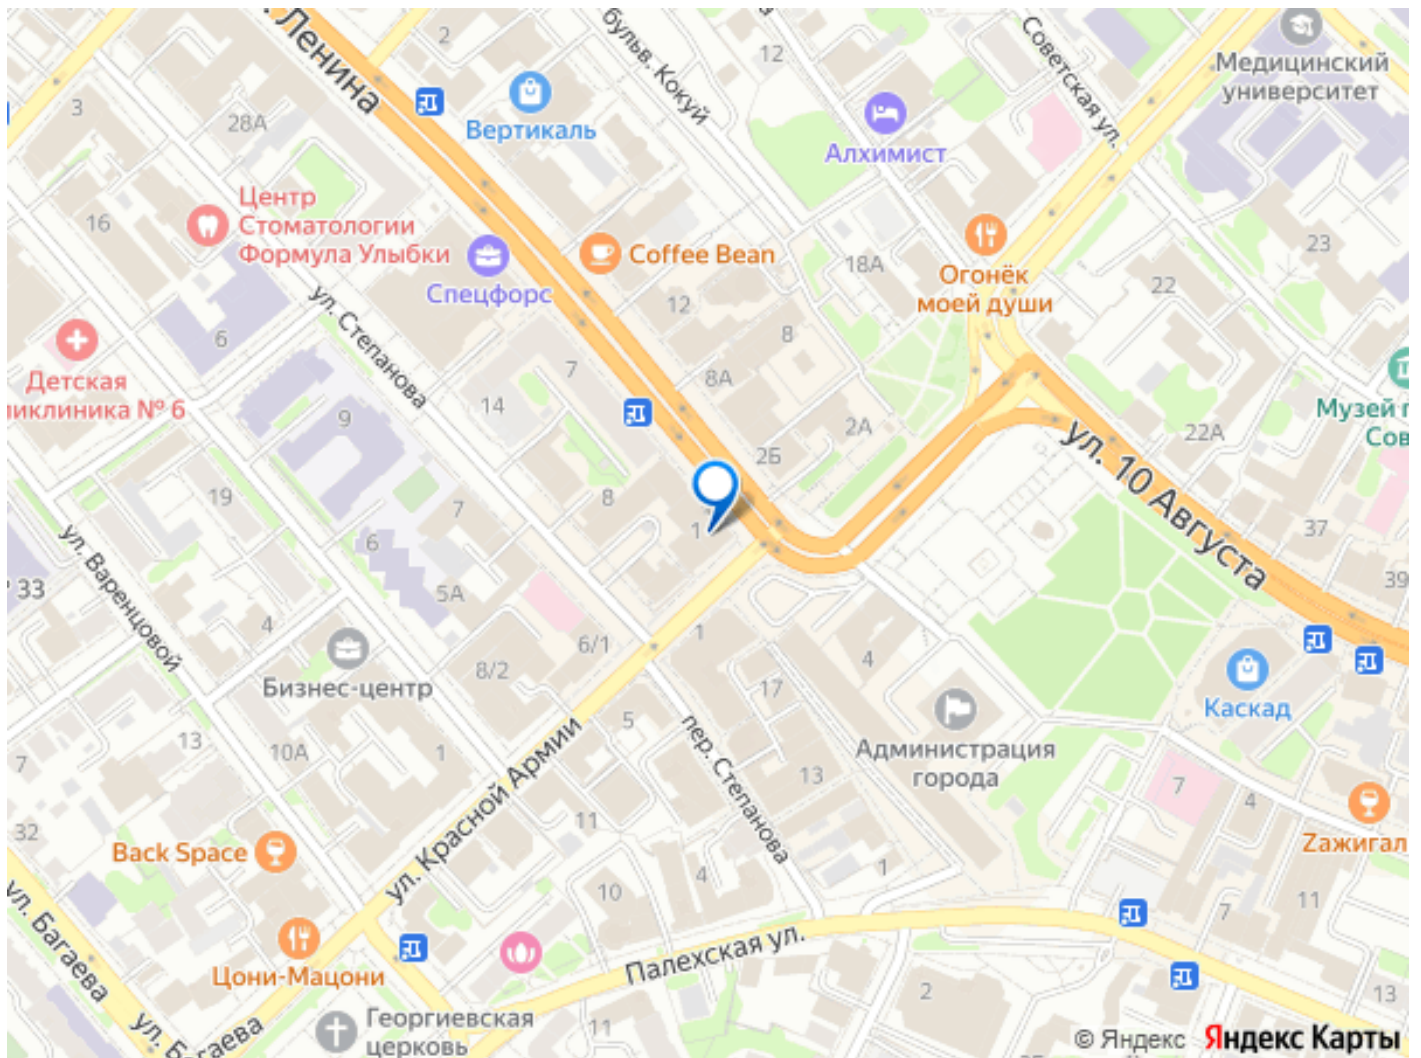 Ленина
2
бульв. Кокуй
12
Советская ул.
Медицинский
университет
3
28А
Вертикаль
Алхимист
Центр
Стоматологии
Формула Улыбки
16
Спецфорс
Coffee Bean
18А
Огонёк
моей души
23
22
12
8
6
ул. Степанова
Детская
иклиника № 6
7
8А
14
9
2А
22А
Музей
Сов
2Б
ул. 10 Августа
19
8
7
1
37
6
39
33
ул. Варенцовой
5А
4
6/1
1
4
8/2
Бизнес-центр
17
Каскад
5
пер. Степанова
Администрация
города
13
10А
1
7
13
7
4
ул. Красной Армии
11
32
Back Space
Zажигал
10
4
1
11
7
ул. Багаева
Цони-Мацони
Палехская ул.
2
13
Георгиевская
церковь
11
ул. Багаева
© Яндекс Яндекс Карты